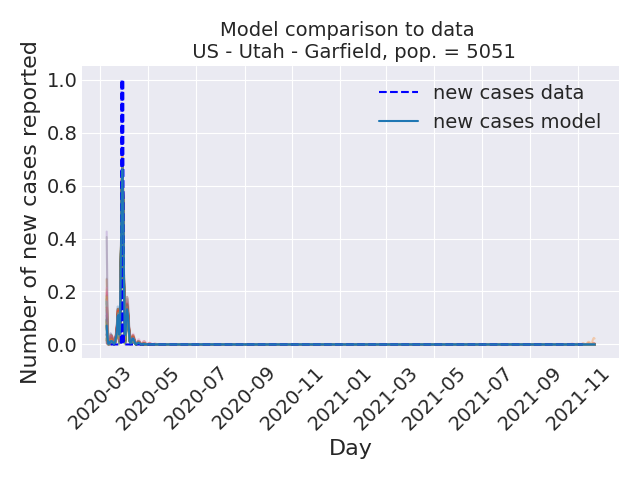 Model comparison to data
US - Utah - Garfield, pop. = 5051
Number of new cases reported
1.0
0.8
0.6
0.4
0.2
0.0
new cases data
new cases model
2020-03
2020-05
2020-07
2020-09
2020-11
2021-01
2021-03
2021-05
2021-07
2021-09
2021-11
Day